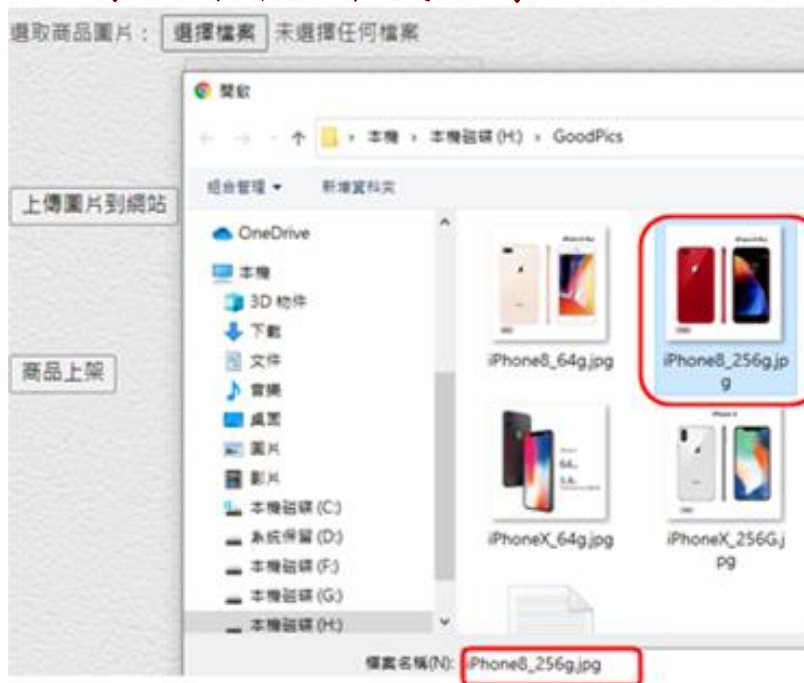 選取商品圖片： 選擇檔案 未選擇任何檔案
開啟
本機 › 本機磁碟 (H:) › GoodPics
組合管理 ▾ 新增資料夾
上傳圖片到網站
OneDrive
本機
3D 物件
下載
文件
音樂
桌面
圖片
影片
本機磁碟 (C:)
系統保留 (D:)
本機磁碟 (F:)
本機磁碟 (G:)
本機磁碟 (H:)
商品上架
iPhone8_64g.jpg
iPhone8_256g.jp
g
iPhoneX_64g.jpg
iPhoneX_256G.j
pg
檔案名稱(N): iPhone8_256g.jpg